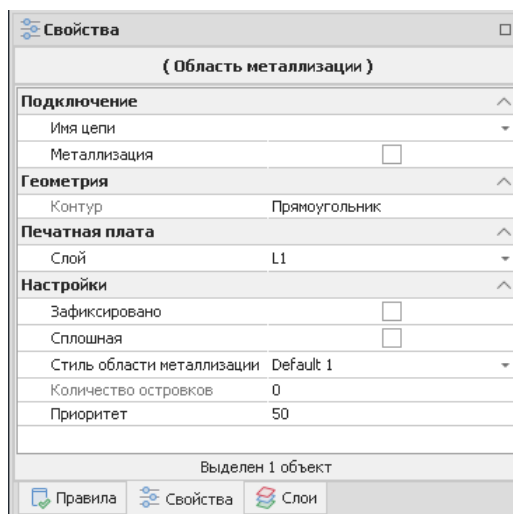 Свойства
( Область металлизации )
Подключение
Имя цепи
Металлизация
Геометрия
Контур Прямоугольник
Печатная плата
Слой L1
Настройки
Зафиксировано
Сплошная
Стиль области металлизации Default 1
Количество островков 0
Приоритет 50
Выделен 1 объект
Правила Свойства Слои